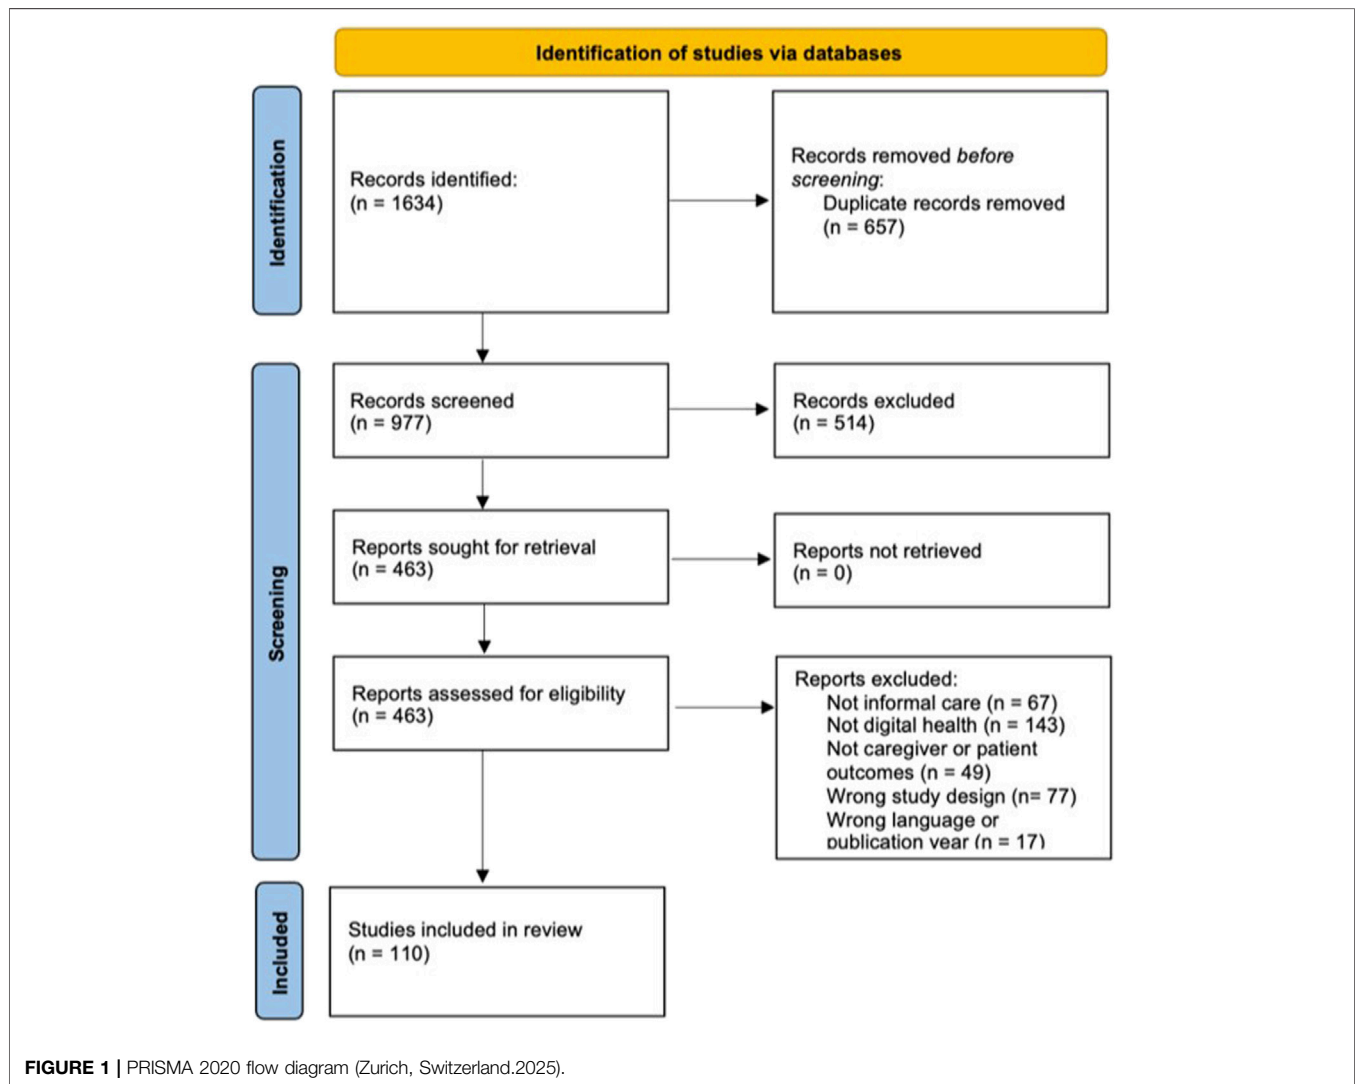 Identification of studies via databases
Identification
Records identified:
(n = 1634)
Records removed before
screening:
Duplicate records removed
(n = 657)
Screening
Records screened
(n = 977)
Records excluded
(n = 514)
Reports sought for retrieval
(n = 463)
Reports not retrieved
(n = 0)
Reports assessed for eligibility
(n = 463)
Reports excluded:
Not informal care (n = 67)
Not digital health (n = 143)
Not caregiver or patient
outcomes (n = 49)
Wrong study design (n= 77)
Wrong language or
publication year (n = 17)
Included
Studies included in review
(n = 110)
FIGURE 1 | PRISMA 2020 flow diagram (Zurich, Switzerland.2025).